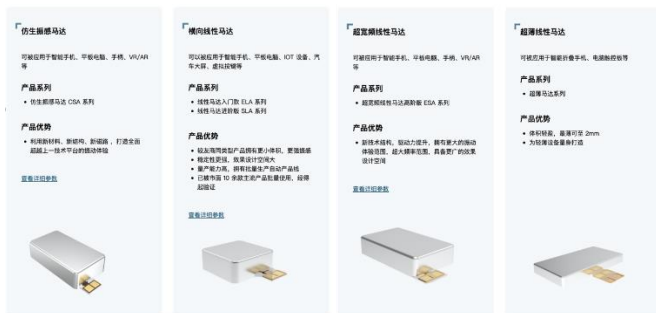 仿生振感马达
可被应用于智能手机、平板电脑、手柄、VR/AR
等
产品系列
• 仿生振感马达 CSA 系列
产品优势
• 利用新材料、新结构、新磁路,打造全面
超越上一技术平台的振动体验
查看详细参数
横向线性马达
可以被应用于智能手机、平板电脑、IOT 设备、汽
车大屏、虚拟按键等
产品系列
• 线性马达入门款 ELA 系列
• 线性马达进阶版 SLA 系列
产品优势
• 较友商同类型产品拥有更小体积、更强振感
• 稳定性更强,效果设计空间大
• 量产能力高,拥有批量生产自动产品线
• 已被市面 10 余款主流产品批量使用,经得
起验证
查看详细参数
超宽频线性马达
可被应用于智能手机、平板电脑、手柄、VR/AR
等
产品系列
• 超宽频线性马达高阶版 ESA 系列
产品优势
• 新技术结构,驱动力提升,拥有更大的振动
体验范围,超大频率范围,具备更广的效果
设计空间
查看详细参数
超薄线性马达
可被应用于智能折叠手机、电脑触控板等
产品系列
• 超薄马达系列
产品优势
• 体积轻盈,最薄可至 2mm
• 为轻薄设备量身打造